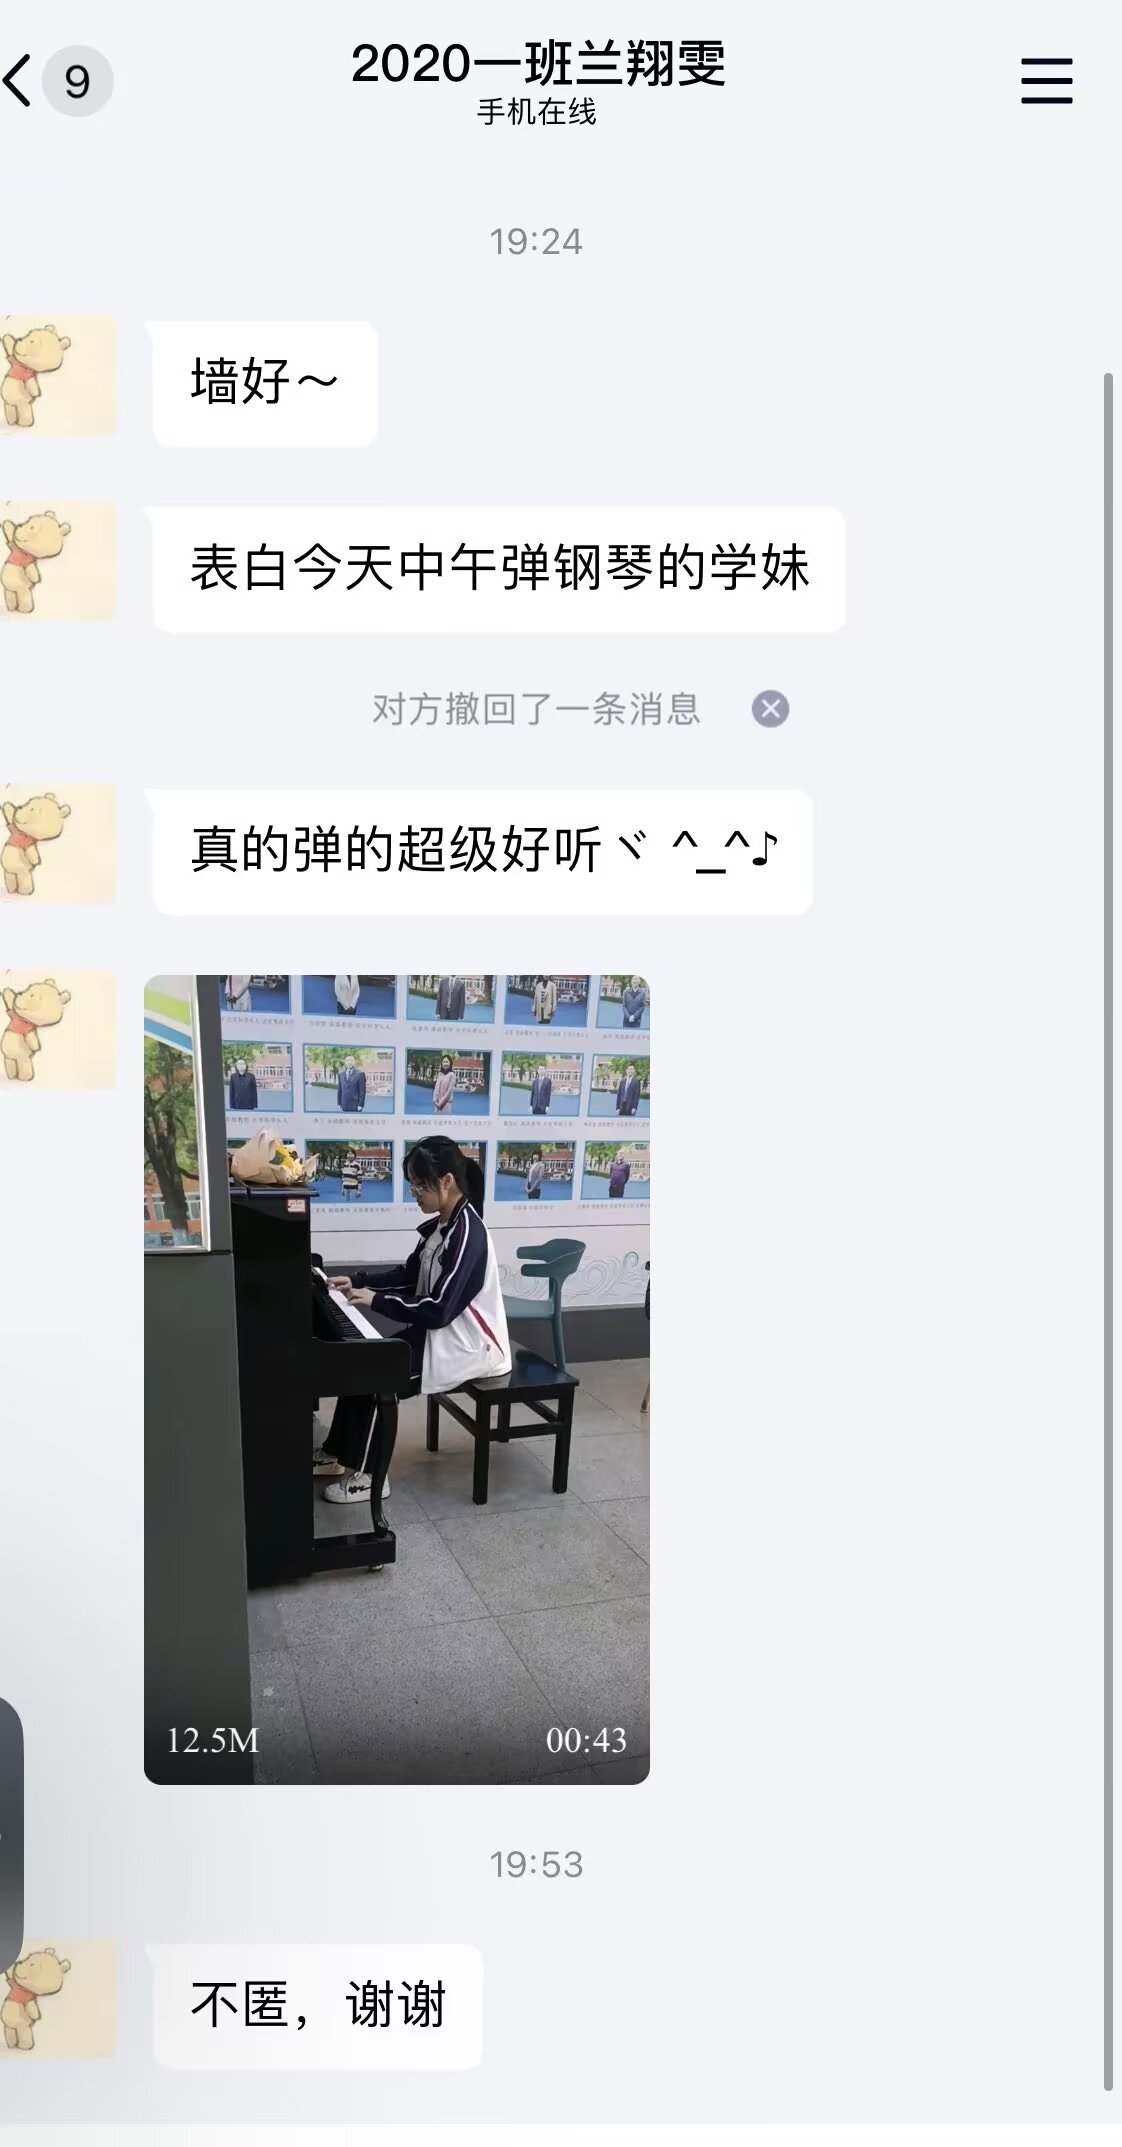 9
2020一班兰翔雯
手机在线
19:24
墙好～
表白今天中午弹钢琴的学妹
对方撤回了一条消息
真的弹的超级好听ヾ ^_^♪
12.5M
00:43
19:53
不匿，谢谢